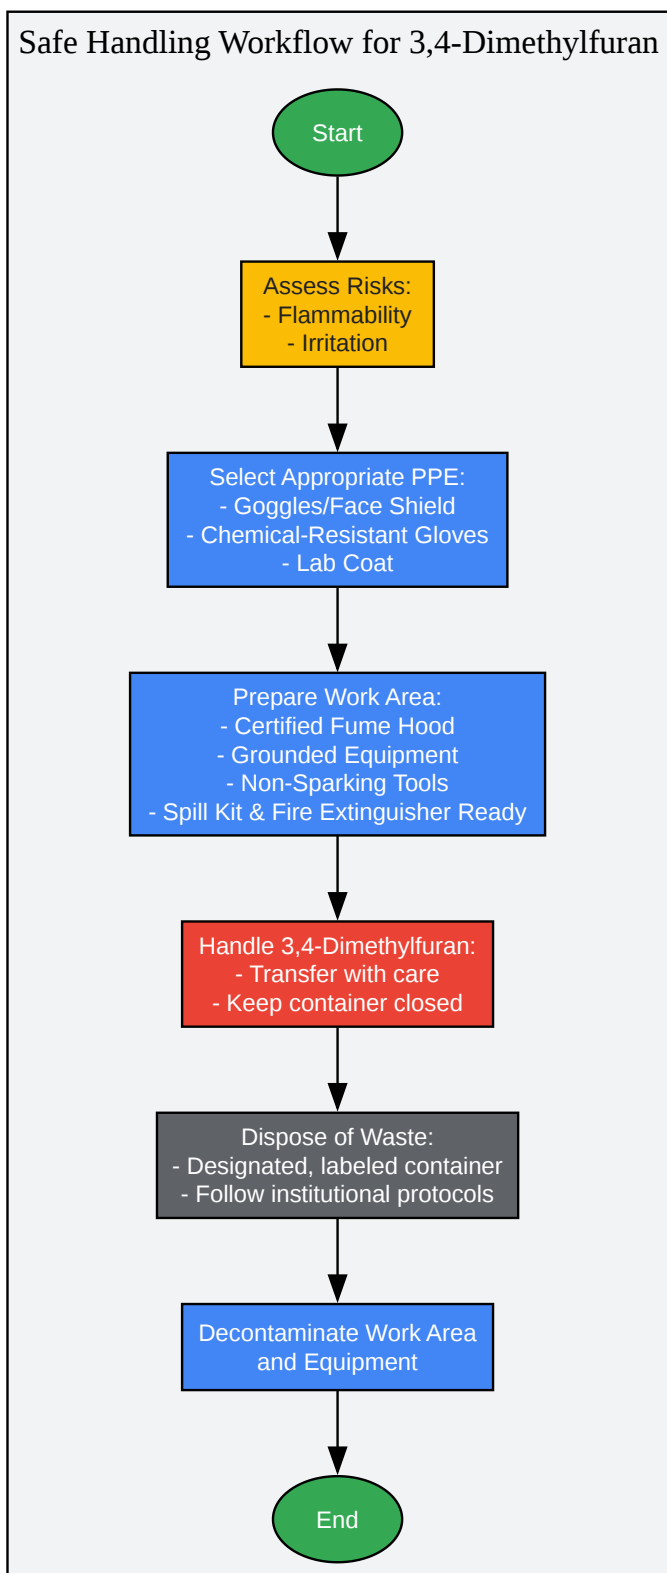 Safe Handling Workflow for 3,4-Dimethylfuran
Start
Assess Risks:
- Flammability
- Irritation
Select Appropriate PPE:
- Goggles/Face Shield
- Chemical-Resistant Gloves
- Lab Coat
Prepare Work Area:
- Certified Fume Hood
- Grounded Equipment
- Non-Sparking Tools
- Spill Kit & Fire Extinguisher Ready
Handle 3,4-Dimethylfuran:
- Transfer with care
- Keep container closed
Dispose of Waste:
- Designated, labeled container
- Follow institutional protocols
Decontaminate Work Area
and Equipment
End